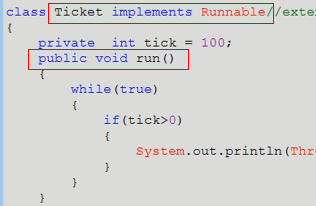 class Ticket implements Runnable//exte
{
private int tick = 100;
public void run()
{
while(true)
{
if(tick>0)
{
System.out.println(Thr
}
}
}